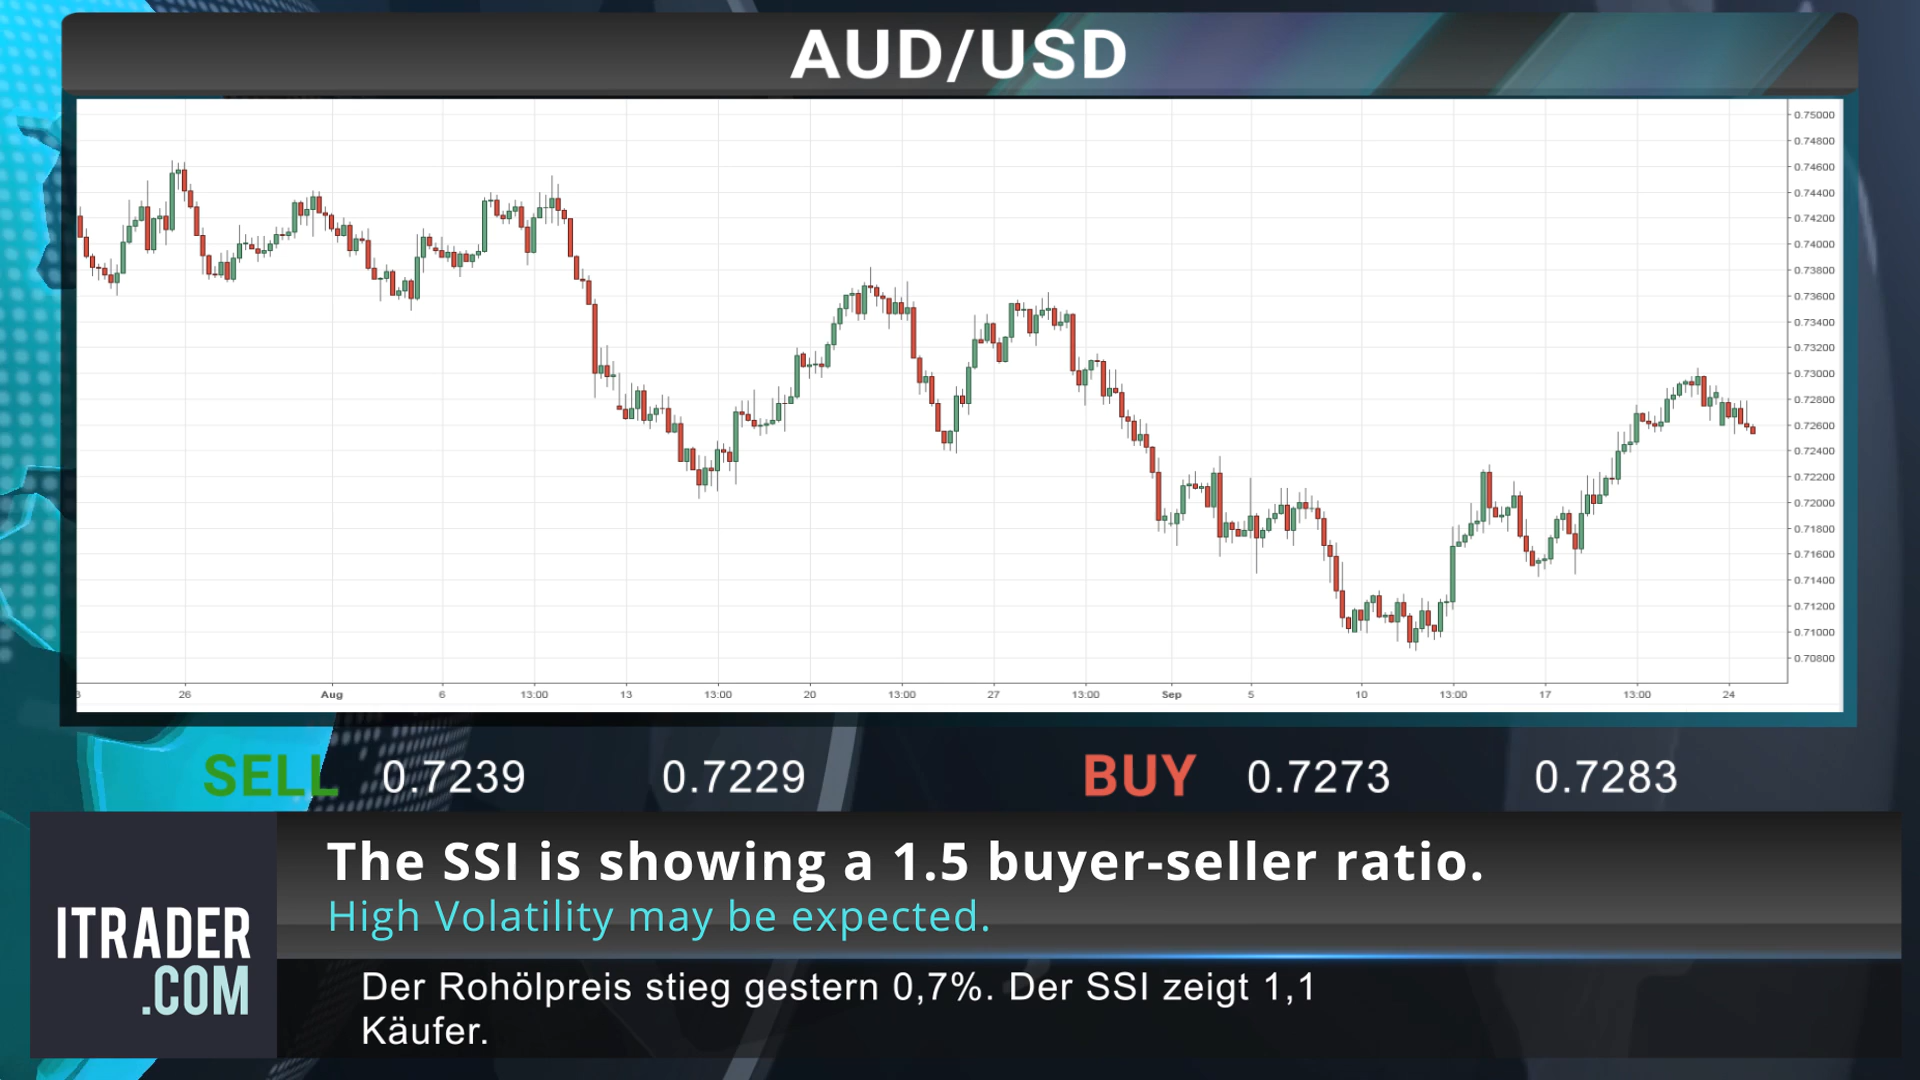 AUD/USD
0.75000
0.74800
0.74600
0.74400
0.74200
0.74000
0.73800
0.73600
0.73400
0.73200
0.73000
0.72800
0.72600
0.72400
0.72200
0.72000
0.71800
0.71600
0.71400
0.71200
0.71000
0.70800
26 Aug 6 13:00 13 13:00 20 13:00 27 13:00 Sep 5 10 13:00 17 13:00 24
SELL 0.7239 0.7229 BUY 0.7273 0.7283
The SSI is showing a 1.5 buyer-seller ratio.
High Volatility may be expected.
ITRADER
.COM
Der Rohölpreis stieg gestern 0,7%. Der SSI zeigt 1,1
Käufer.